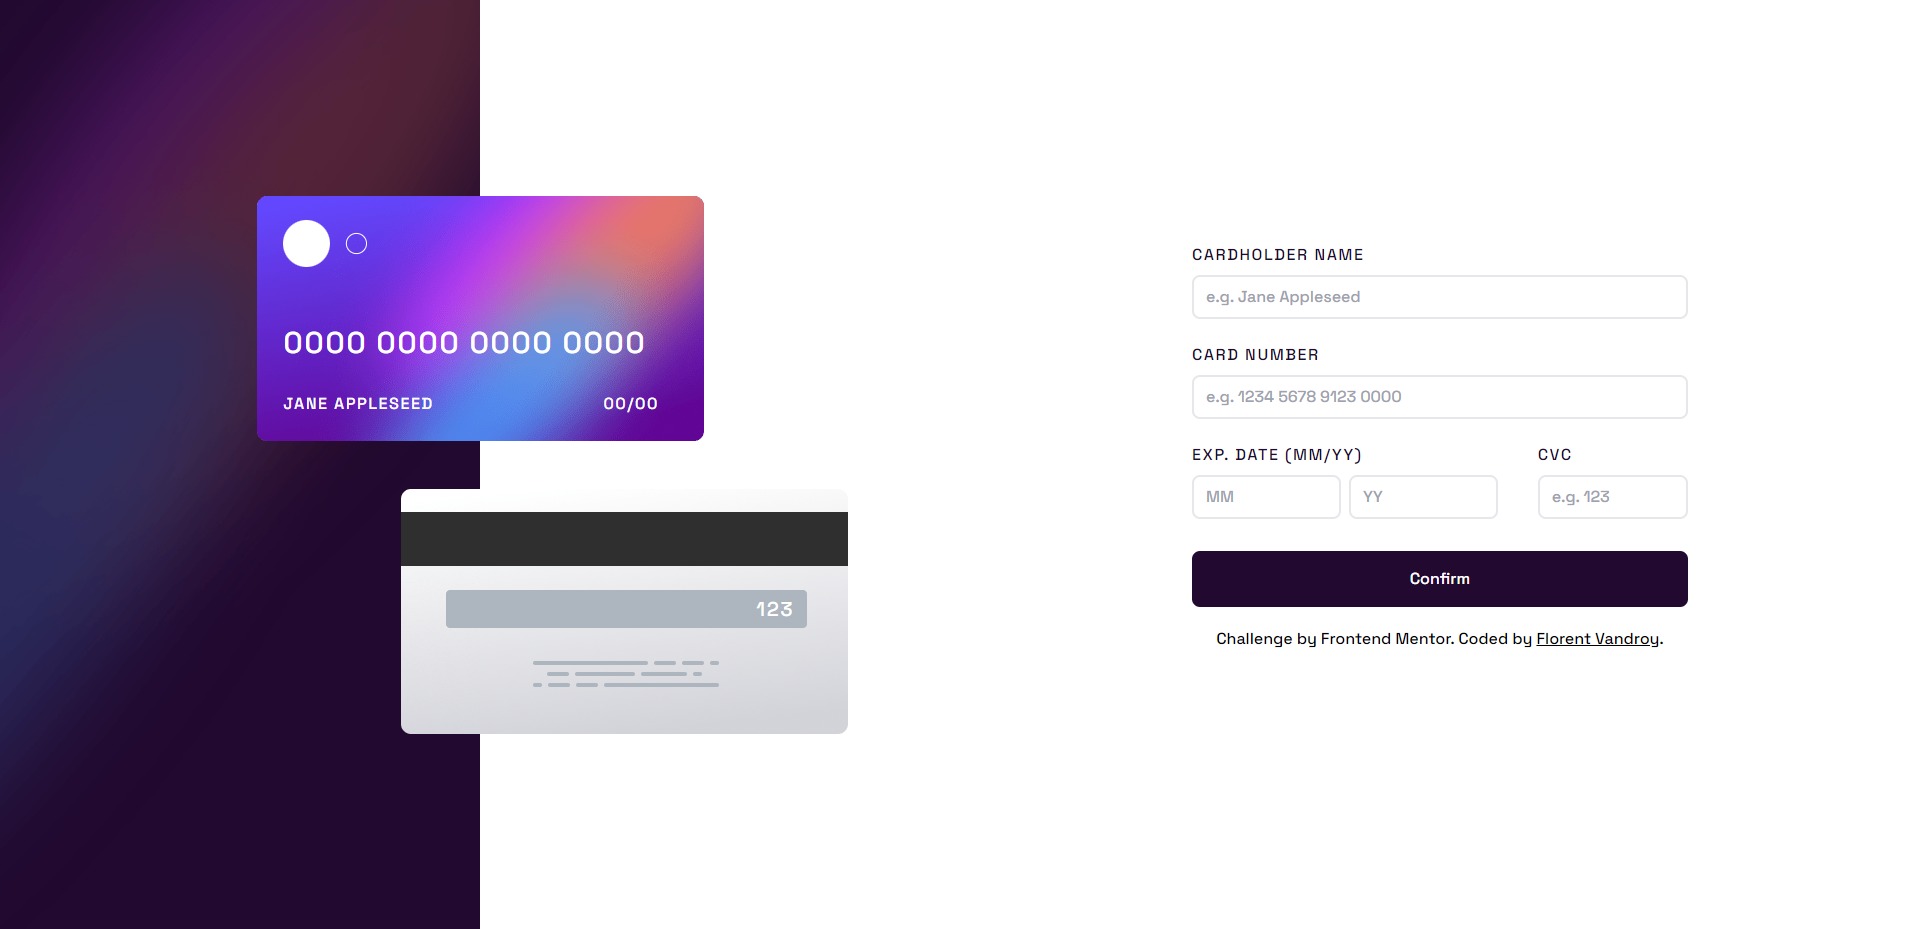 0000 0000 0000 0000
JANE APPLESEED 00/00
123
CARDHOLDER NAME
e.g. Jane Appleseed
CARD NUMBER
e.g. 1234 5678 9123 0000
EXP. DATE (MM/YY) CVC
MM YY e.g. 123
Confirm
Challenge by Frontend Mentor. Coded by Florent Vandroy.